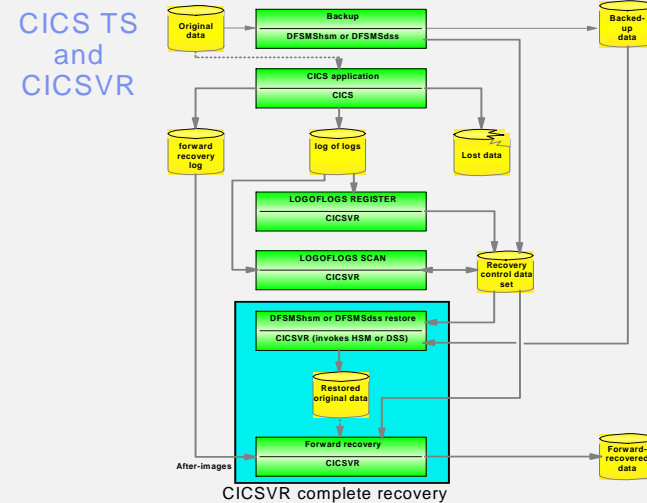 CICS TS
and
CICSVR
Original
data
Backup
DFSMShsm or DFSMSdss
Backed-
up
data
CICS application
CICS
forward
recovery
log
log of logs
Lost data
LOGOFLOGS REGISTER
CICSVR
LOGOFLOGS SCAN
CICSVR
Recovery
control data
set
DFSMShsm or DFSMSdss restore
CICSVR (invokes HSM or DSS)
Restored
original data
Forward recovery
CICSVR
After-images
Forward-
recovered
data
CICSVR complete recovery